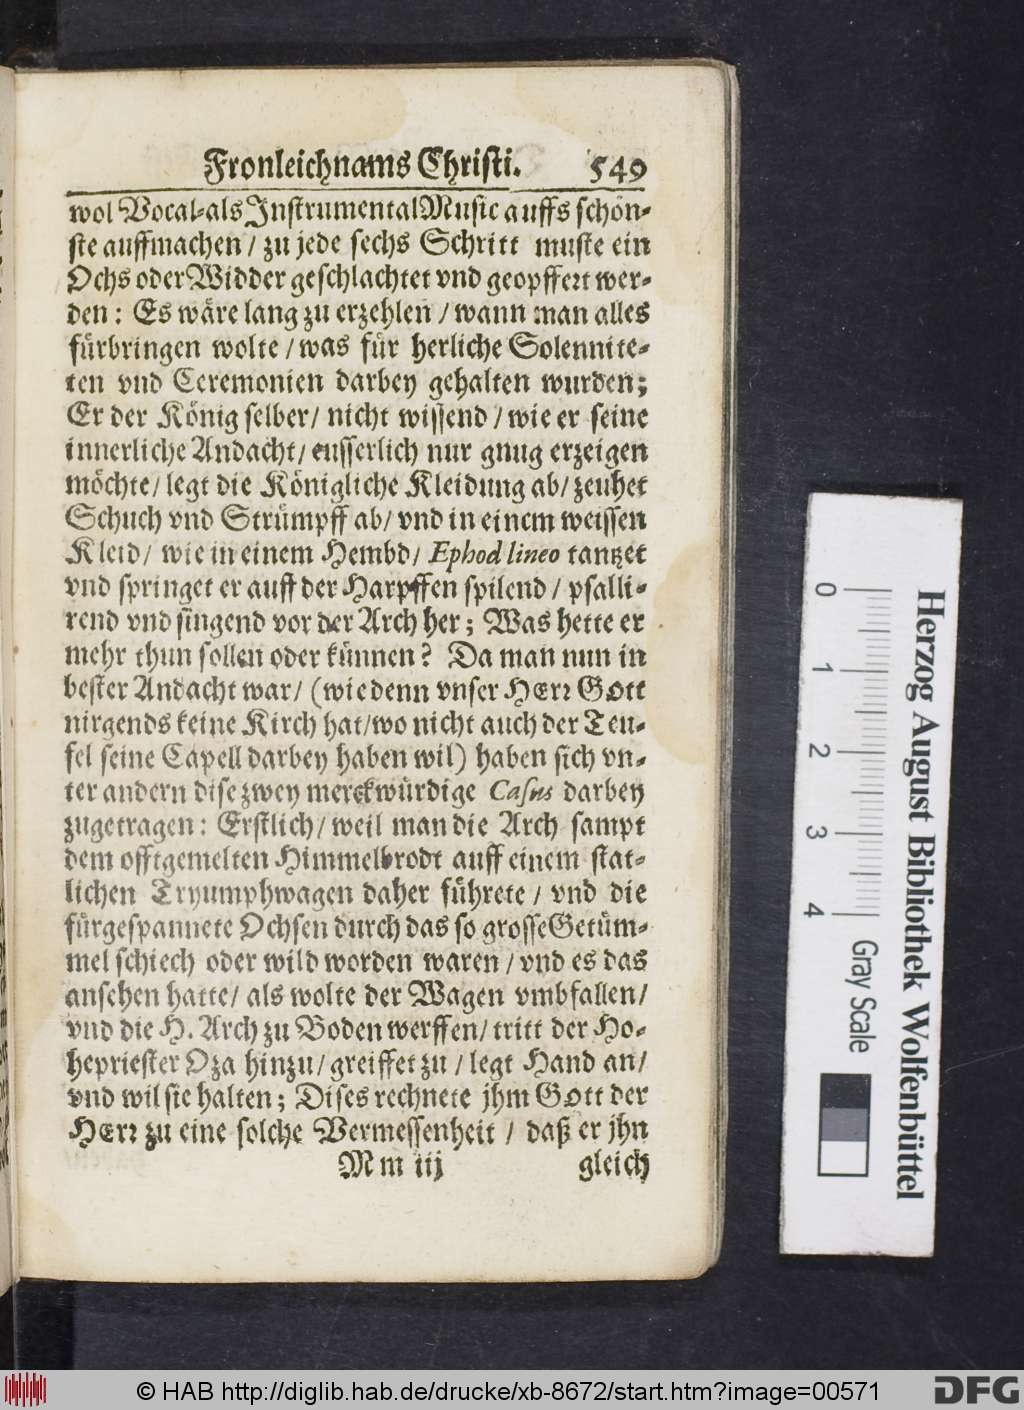 Fronleichnams Christi. 549
wol Vocal-als Instrumental Music auffs schön-
ste auffmachen / zu jede sechs Schritt muste ein
Ochs oder Widder geschlachtet vnd geopffert wer-
den: Es wäre lang zu erzehlen / wann man alles
fürbringen wolte / was für herliche Solennite-
ten vnd Ceremonien darbey gehalten wurden;
Er der König selber / nicht wissend / wie er seine
innerliche Andacht / eusserlich nur gnug erzeigen
möchte / legt die Königliche Kleidung ab / zeuhet
Schuch vnd Strümpff ab / vnd in einem weissen
Kleid / wie in einem Hembd / Ephod lineo tantzet
vnd springet er auff der Harpffen spilend / psalli-
rend vnd singend vor der Arch her; Was hette er
mehr thun sollen oder künnen? Da man nun in
bester Andacht war / (wie denn vnser HErr Gott
nirgends keine Kirch hat / wo nicht auch der Teu-
fel seine Capell darbey haben wil) haben sich vn-
ter andern dise zwey merckwürdige Casus darbey
zugetragen: Erstlich / weil man die Arch sampt
dem offtgemelten Himmelbrodt auff einem stat-
lichen Tryumphwagen daher führete / vnd die
fürgespannete Ochsen durch das so grosse Getüm-
mel schiech oder wild worden waren / vnd es das
ansehen hatte / als wolte der Wagen vmbfallen /
vnd die H. Arch zu Boden werffen / tritt der Ho-
hepriester Oza hinzu / greiffet zu / legt Hand an /
vnd wil sie halten; Dises rechnete jhm Gott der
HErr zu eine solche Vermessenheit / daß er jhn
Mm iij gleich
0 1 2 3 4
Gray Scale
Herzog August Bibliothek Wolfenbüttel
© HAB http://diglib.hab.de/drucke/xb-8672/start.htm?image=00571
DFG